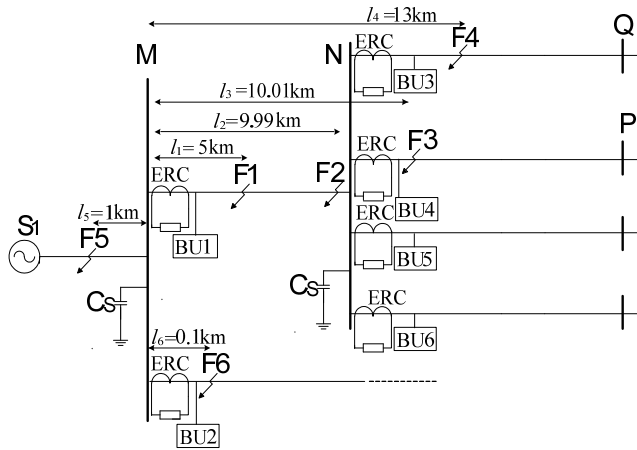 l₄=13km
Q
ERC
F4
M
N
BU3
l₃=10.01km
l₂=9.99km
P
l₁=5km
ERC
F3
ERC
F1
F2
BU4
ERC
l₅=1km
S1
F5
BU1
BU5
Cs
Cs
ERC
l₆=0.1km
BU6
ERC
F6
BU2